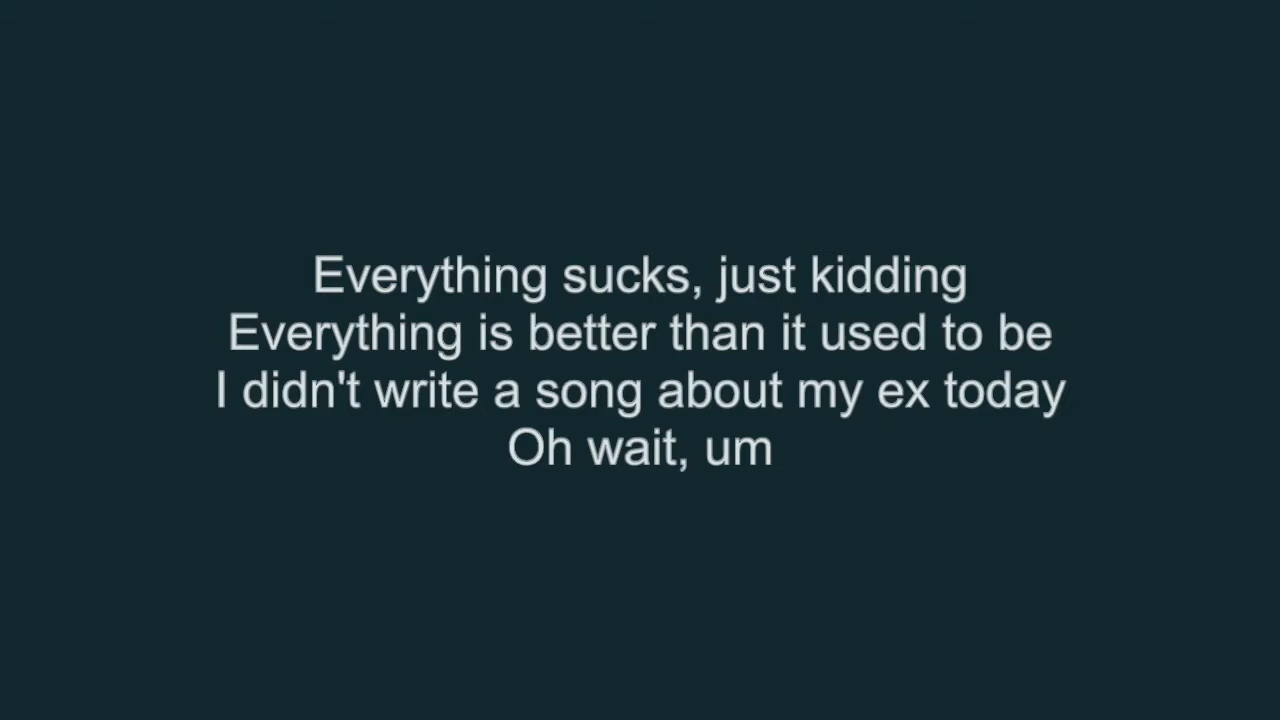 Everything sucks, just kidding
Everything is better than it used to be
I didn't write a song about my ex today
Oh wait, um